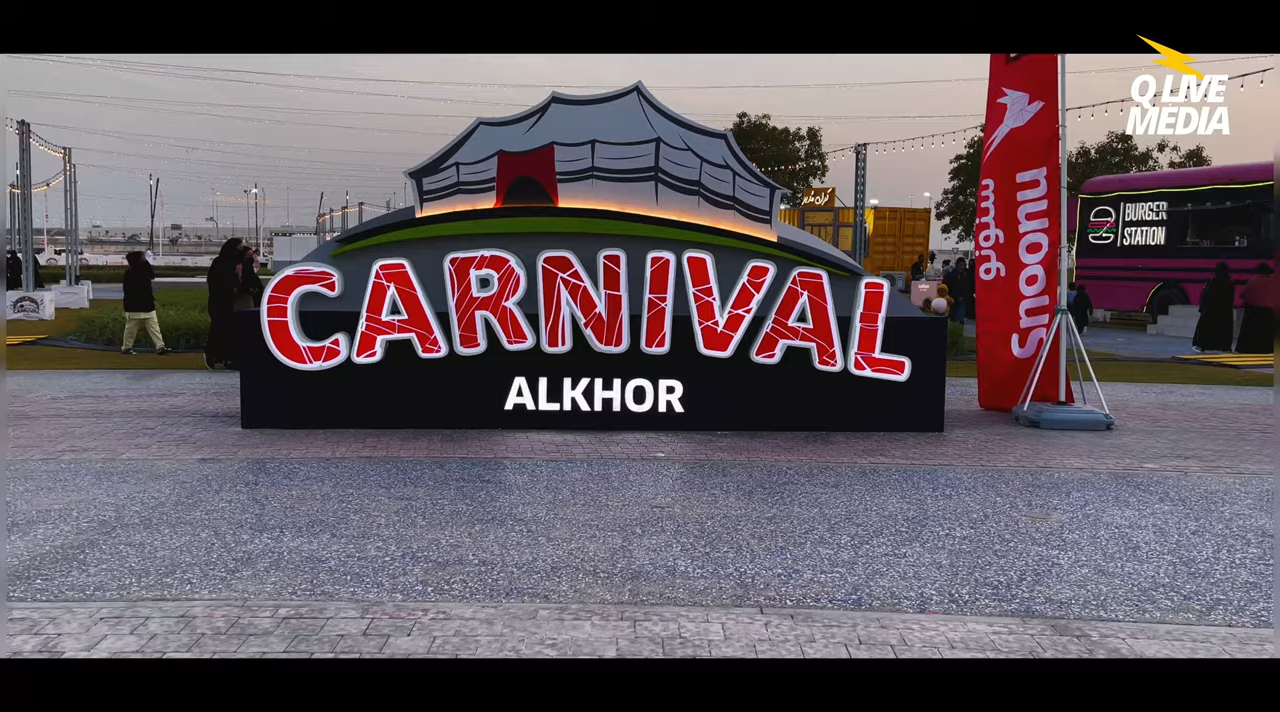 Q LIVE
MEDIA
CARNIVAL
ALKHOR
سنونو
Snoonu
BURGER
STATION